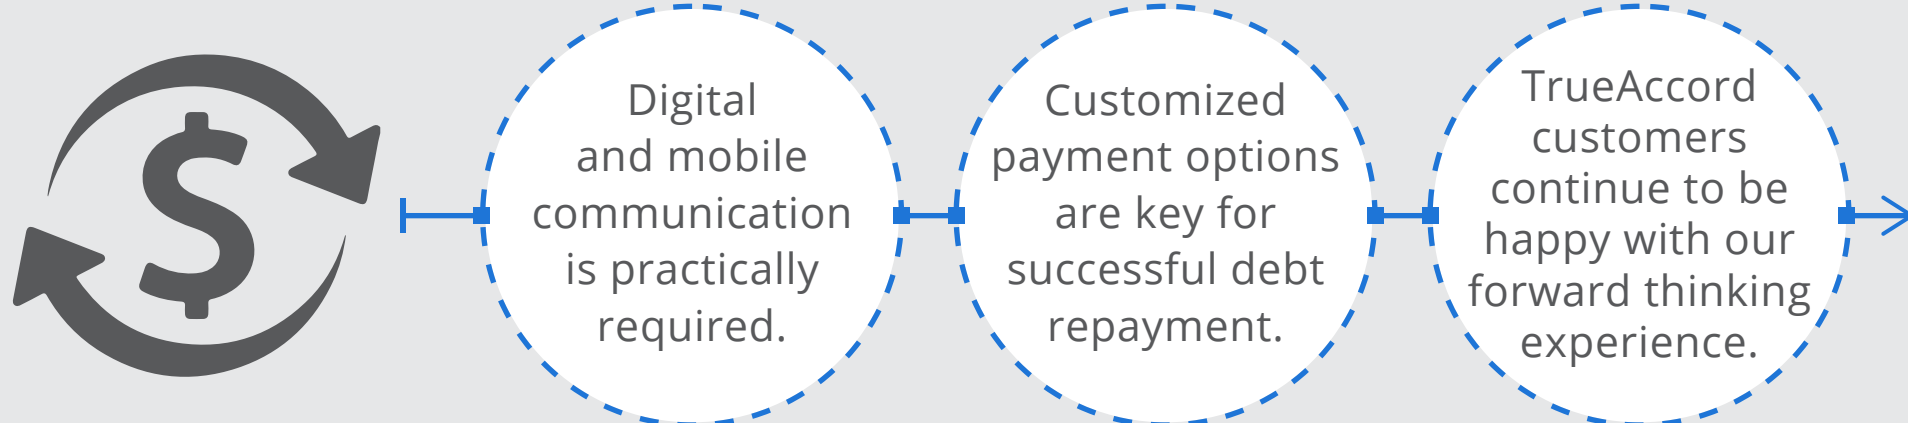 Digital
and mobile
communication
is practically
required.
Customized
payment options
are key for
successful debt
repayment.
TrueAccord
customers
continue to be
happy with our
forward thinking
experience.